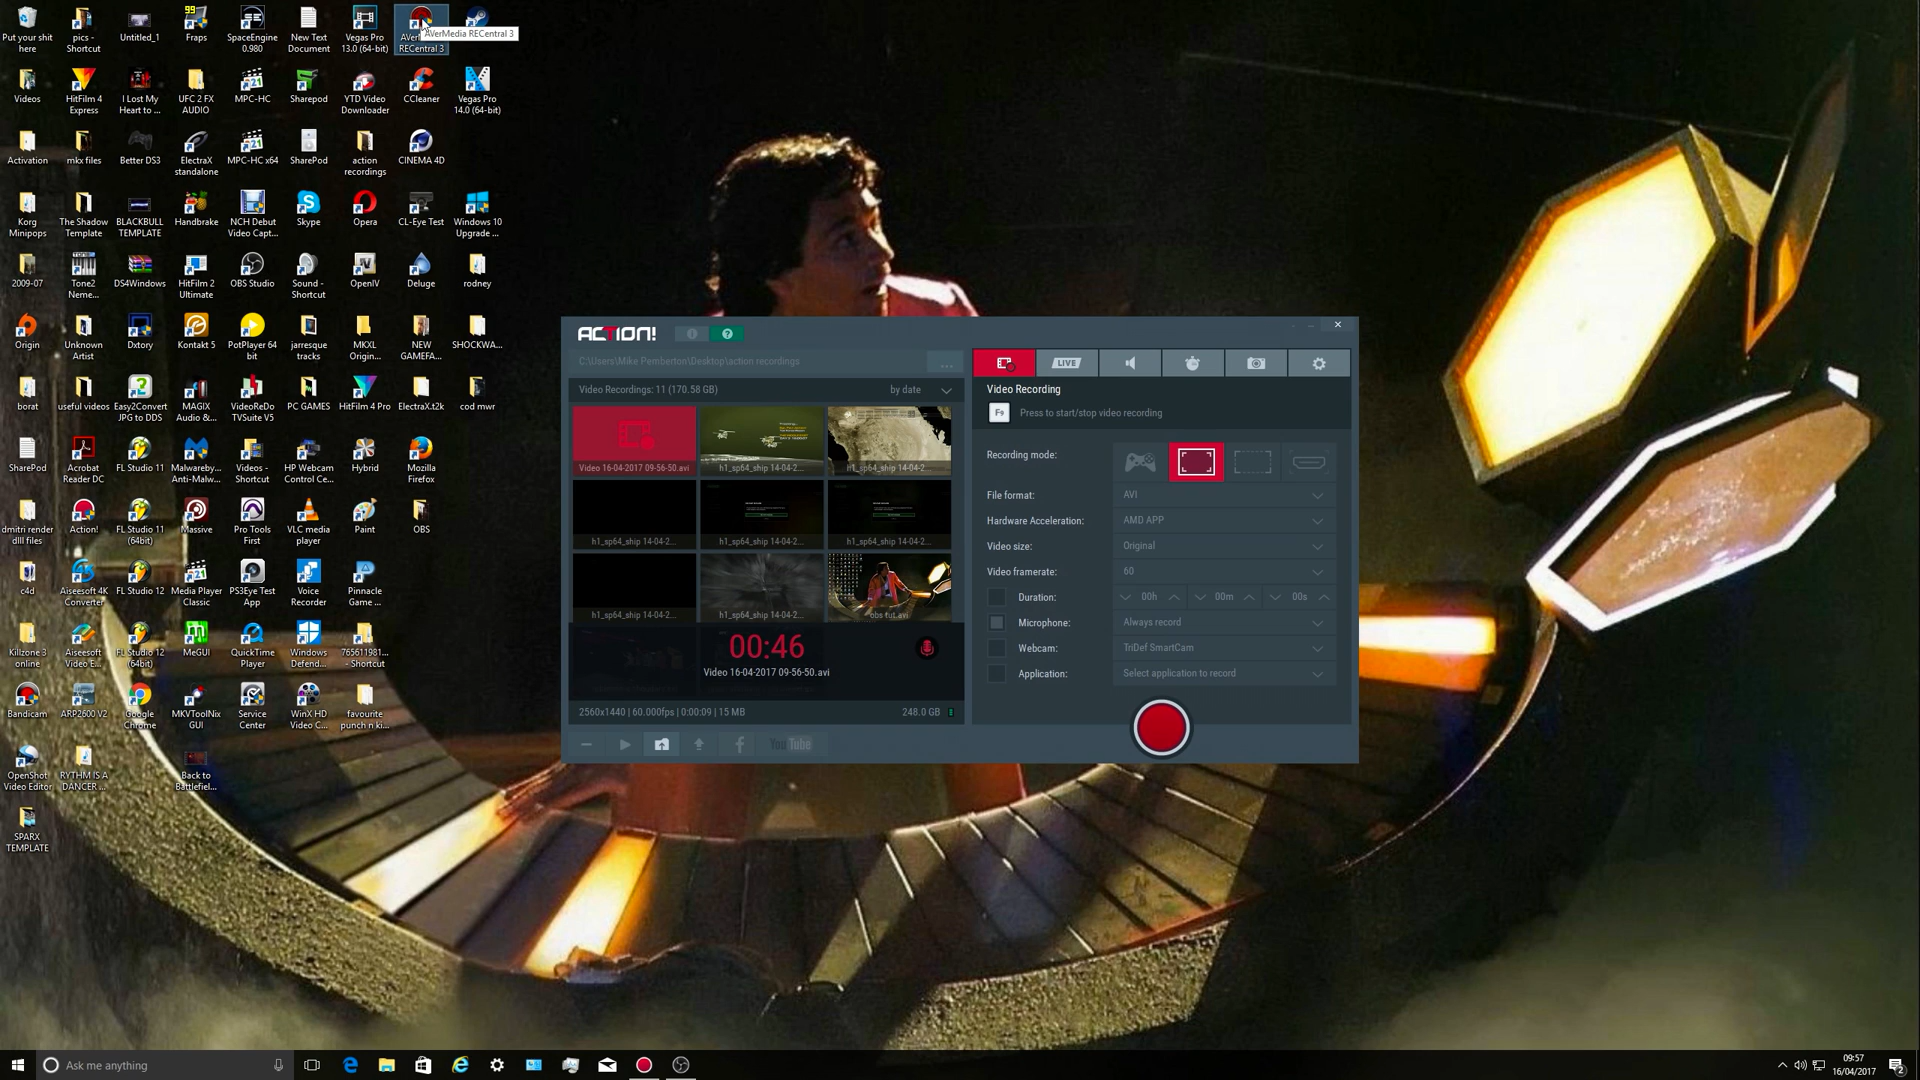 Put your shit
here
pics -
Shortcut
Untitled_1
99
Fraps
SpaceEngine
0.980
New Text
Document
Vegas Pro
13.0 (64-bit)
RECentral 3
AVerMedia RECentral 3
Videos
HitFilm 4
Express
I Lost My
Heart to ...
UFC 2 FX
AUDIO
MPC-HC
Sharepod
YTD Video
Downloader
CCleaner
Vegas Pro
14.0 (64-bit)
Activation
mkx files
Better DS3
ElectraX
standalone
MPC-HC x64
SharePod
action
recordings
CINEMA 4D
Korg
Minipops
The Shadow
Template
BLACKBULL
TEMPLATE
Handbrake
NCH Debut
Video Capt...
Skype
Opera
CL-Eye Test
Windows 10
Upgrade ...
2009-07
Tone2
Neme...
DS4Windows
HitFilm 2
Ultimate
OBS Studio
Sound -
Shortcut
OpenIV
Deluge
rodney
Origin
Unknown
Artist
Dxtory
Kontakt 5
PotPlayer 64
bit
jarresque
tracks
MKXL
Origin...
NEW
GAMEFA...
SHOCKWA...
borat
useful videos
Easy2Convert
JPG to DDS
MAGIX
Audio &...
VideoReDo
TVSuite V5
PC GAMES
HitFilm 4 Pro
ElectraX.t2k
cod mwr
SharePod
Acrobat
Reader DC
FL Studio 11
Malwareby...
Anti-Malw...
Videos -
Shortcut
HP Webcam
Control Ce...
Hybrid
Mozilla
Firefox
dmitri render
dlll files
Action!
FL Studio 11
(64bit)
Massive
Pro Tools
First
VLC media
player
Paint
OBS
c4d
Aiseesoft 4K
Converter
FL Studio 12
Media Player
Classic
PS3Eye Test
App
Voice
Recorder
Pinnacle
Game ...
Killzone 3
online
Aiseesoft
Video E...
FL Studio 12
(64bit)
MeGUI
QuickTime
Player
Windows
Defend...
765611981...
- Shortcut
Bandicam
ARP2600 V2
Google
Chrome
MKVToolNix
GUI
Service
Center
WinX HD
Video C...
favourite
punch n ki...
OpenShot
Video Editor
RYTHM IS A
DANCER ...
Back to
Battlefiel...
SPARX
TEMPLATE
ACTION!
C:\Users\Mike Pemberton\Desktop\action recordings
...
Video Recordings: 11 (170.58 GB)
by date
Video 16-04-2017 09-56-50.avi
h1_sp64_ship 14-04-2...
h1_sp64_ship 14-04-2...
h1_sp64_ship 14-04-2...
h1_sp64_ship 14-04-2...
h1_sp64_ship 14-04-2...
h1_sp64_ship 14-04-2...
h1_sp64_ship 14-04-2...
obs tut.avi
00:46
Video 16-04-2017 09-56-50.avi
2560x1440 | 60.000fps | 0:00:09 | 15 MB
248.0 GB
YouTube
LIVE
Video Recording
F9
Press to start/stop video recording
Recording mode:
File format:
AVI
Hardware Acceleration:
AMD APP
Video size:
Original
Video framerate:
60
Duration:
00h
00m
00s
Microphone:
Always record
Webcam:
TriDef SmartCam
Application:
Select application to record
Ask me anything
09:57
16/04/2017
2